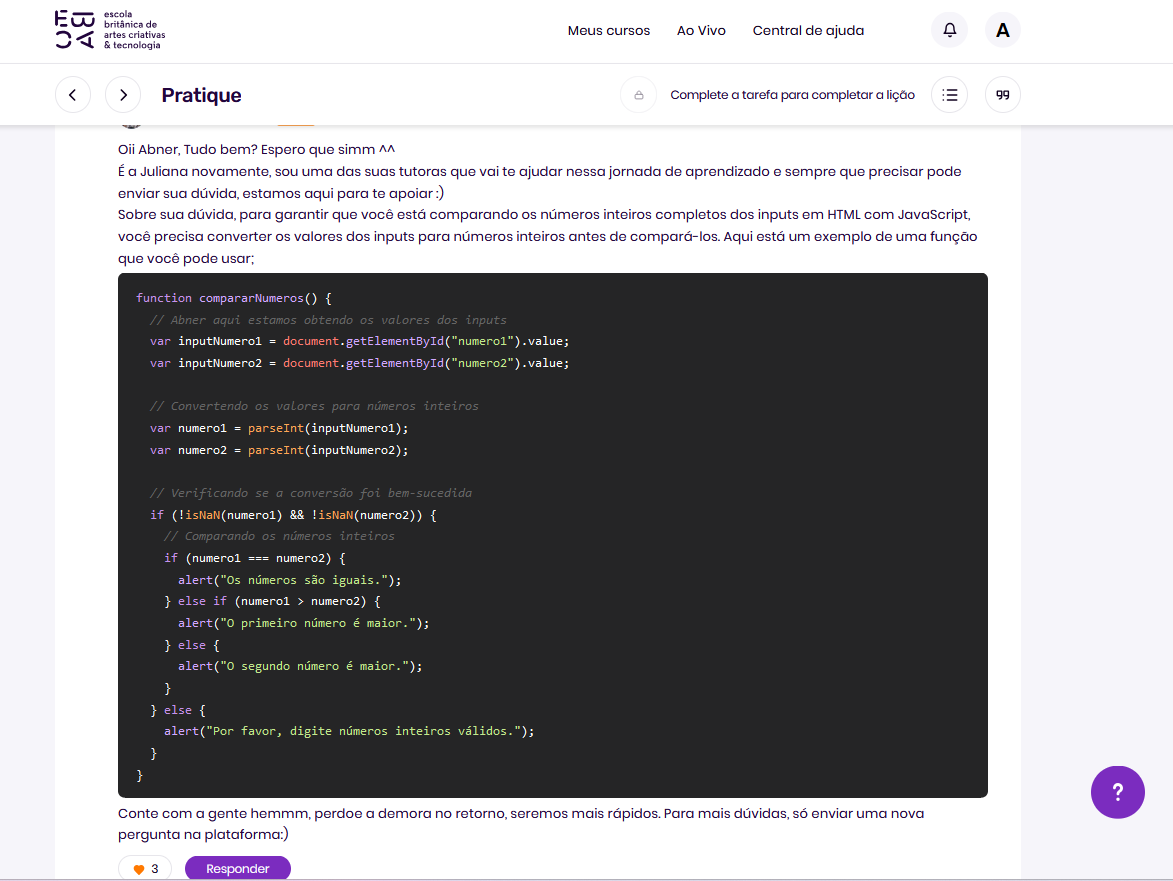 escola
britânica de
artes criativas
& tecnologia
EBAC
Meus cursos Ao Vivo Central de ajuda A
Pratique Complete a tarefa para completar a lição
Oii Abner, Tudo bem? Espero que simm ^^
É a Juliana novamente, sou uma das suas tutoras que vai te ajudar nessa jornada de aprendizado e sempre que precisar pode
enviar sua dúvida, estamos aqui para te apoiar :)
Sobre sua dúvida, para garantir que você está comparando os números inteiros completos dos inputs em HTML com JavaScript,
você precisa converter os valores dos inputs para números inteiros antes de compará-los. Aqui está um exemplo de uma função
que você pode usar;
function compararNumeros() {
// Abner aqui estamos obtendo os valores dos inputs
var inputNumero1 = document.getElementById("numero1").value;
var inputNumero2 = document.getElementById("numero2").value;
// Convertendo os valores para números inteiros
var numero1 = parseInt(inputNumero1);
var numero2 = parseInt(inputNumero2);
// Verificando se a conversão foi bem-sucedida
if (!isNaN(numero1) && !isNaN(numero2)) {
// Comparando os números inteiros
if (numero1 === numero2) {
alert("Os números são iguais.");
} else if (numero1 > numero2) {
alert("O primeiro número é maior.");
} else {
alert("O segundo número é maior.");
}
} else {
alert("Por favor, digite números inteiros válidos.");
}
}
?
Conte com a gente hemmm, perdoe a demora no retorno, seremos mais rápidos. Para mais dúvidas, só enviar uma nova
pergunta na plataforma:)
3 Responder